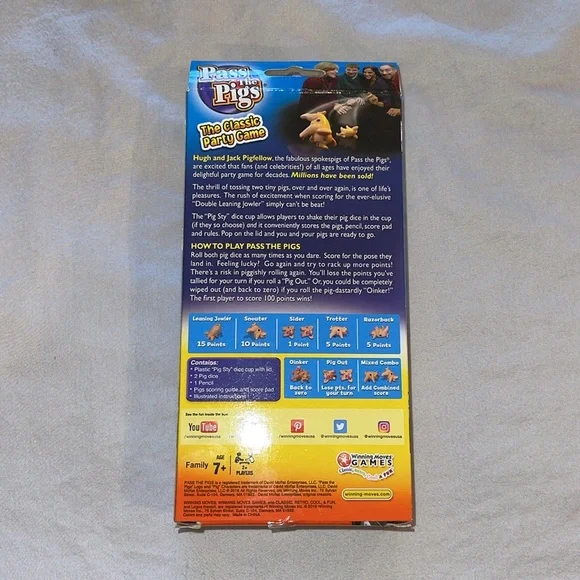 Pass
The
Pigs
The Classic
Party Game
Hugh and Jack Pigfellow, the fabulous spokespigs of Pass the Pigs®,
are excited that fans (and celebrities!) of all ages have enjoyed their
delightful party game for decades. Millions have been sold!
The thrill of tossing two tiny pigs, over and over again, is one of life's
pleasures. The rush of excitement when scoring for the ever-elusive
"Double Leaning Jowler" simply can't be beat!
The "Pig Sty" dice cup allows players to shake their pig dice in the cup
(if they so choose) and it conveniently stores the pigs, pencil, score pad
and rules. Pop on the lid and you and your pigs are ready to go.
HOW TO PLAY PASS THE PIGS
Roll both pig dice as many times as you dare. Score for the pose they
land in. Feeling lucky? Go again and try to rack up more points!
There's a risk in piggishly rolling again. You'll lose the points you've
tallied for your turn if you roll a "Pig Out." Or, you could be completely
wiped out (and back to zero) if you roll the pig-dastardly "Oinker!"
The first player to score 100 points wins!
Leaning Jowler Snouter Sider Trotter Razorback
15 Points 10 Points 1 Point 5 Points 5 Points
Contains:
• Plastic "Pig Sty" dice cup with lid
• 2 Pig dice
• 1 Pencil
• Pigs scoring guide and score pad
• Illustrated instructions
Oinker Pig Out Mixed Combo
Back to
zero
Lose pts. for
your turn
Add Combined
score
See the fun inside the box
YouTube
/winningmovesusa /winningmovesusa @winningmovesusa @winningmovesusa
Family AGE
7+
2+
PLAYERS
Winning Moves
GAMES
& FUN
winning-moves.com